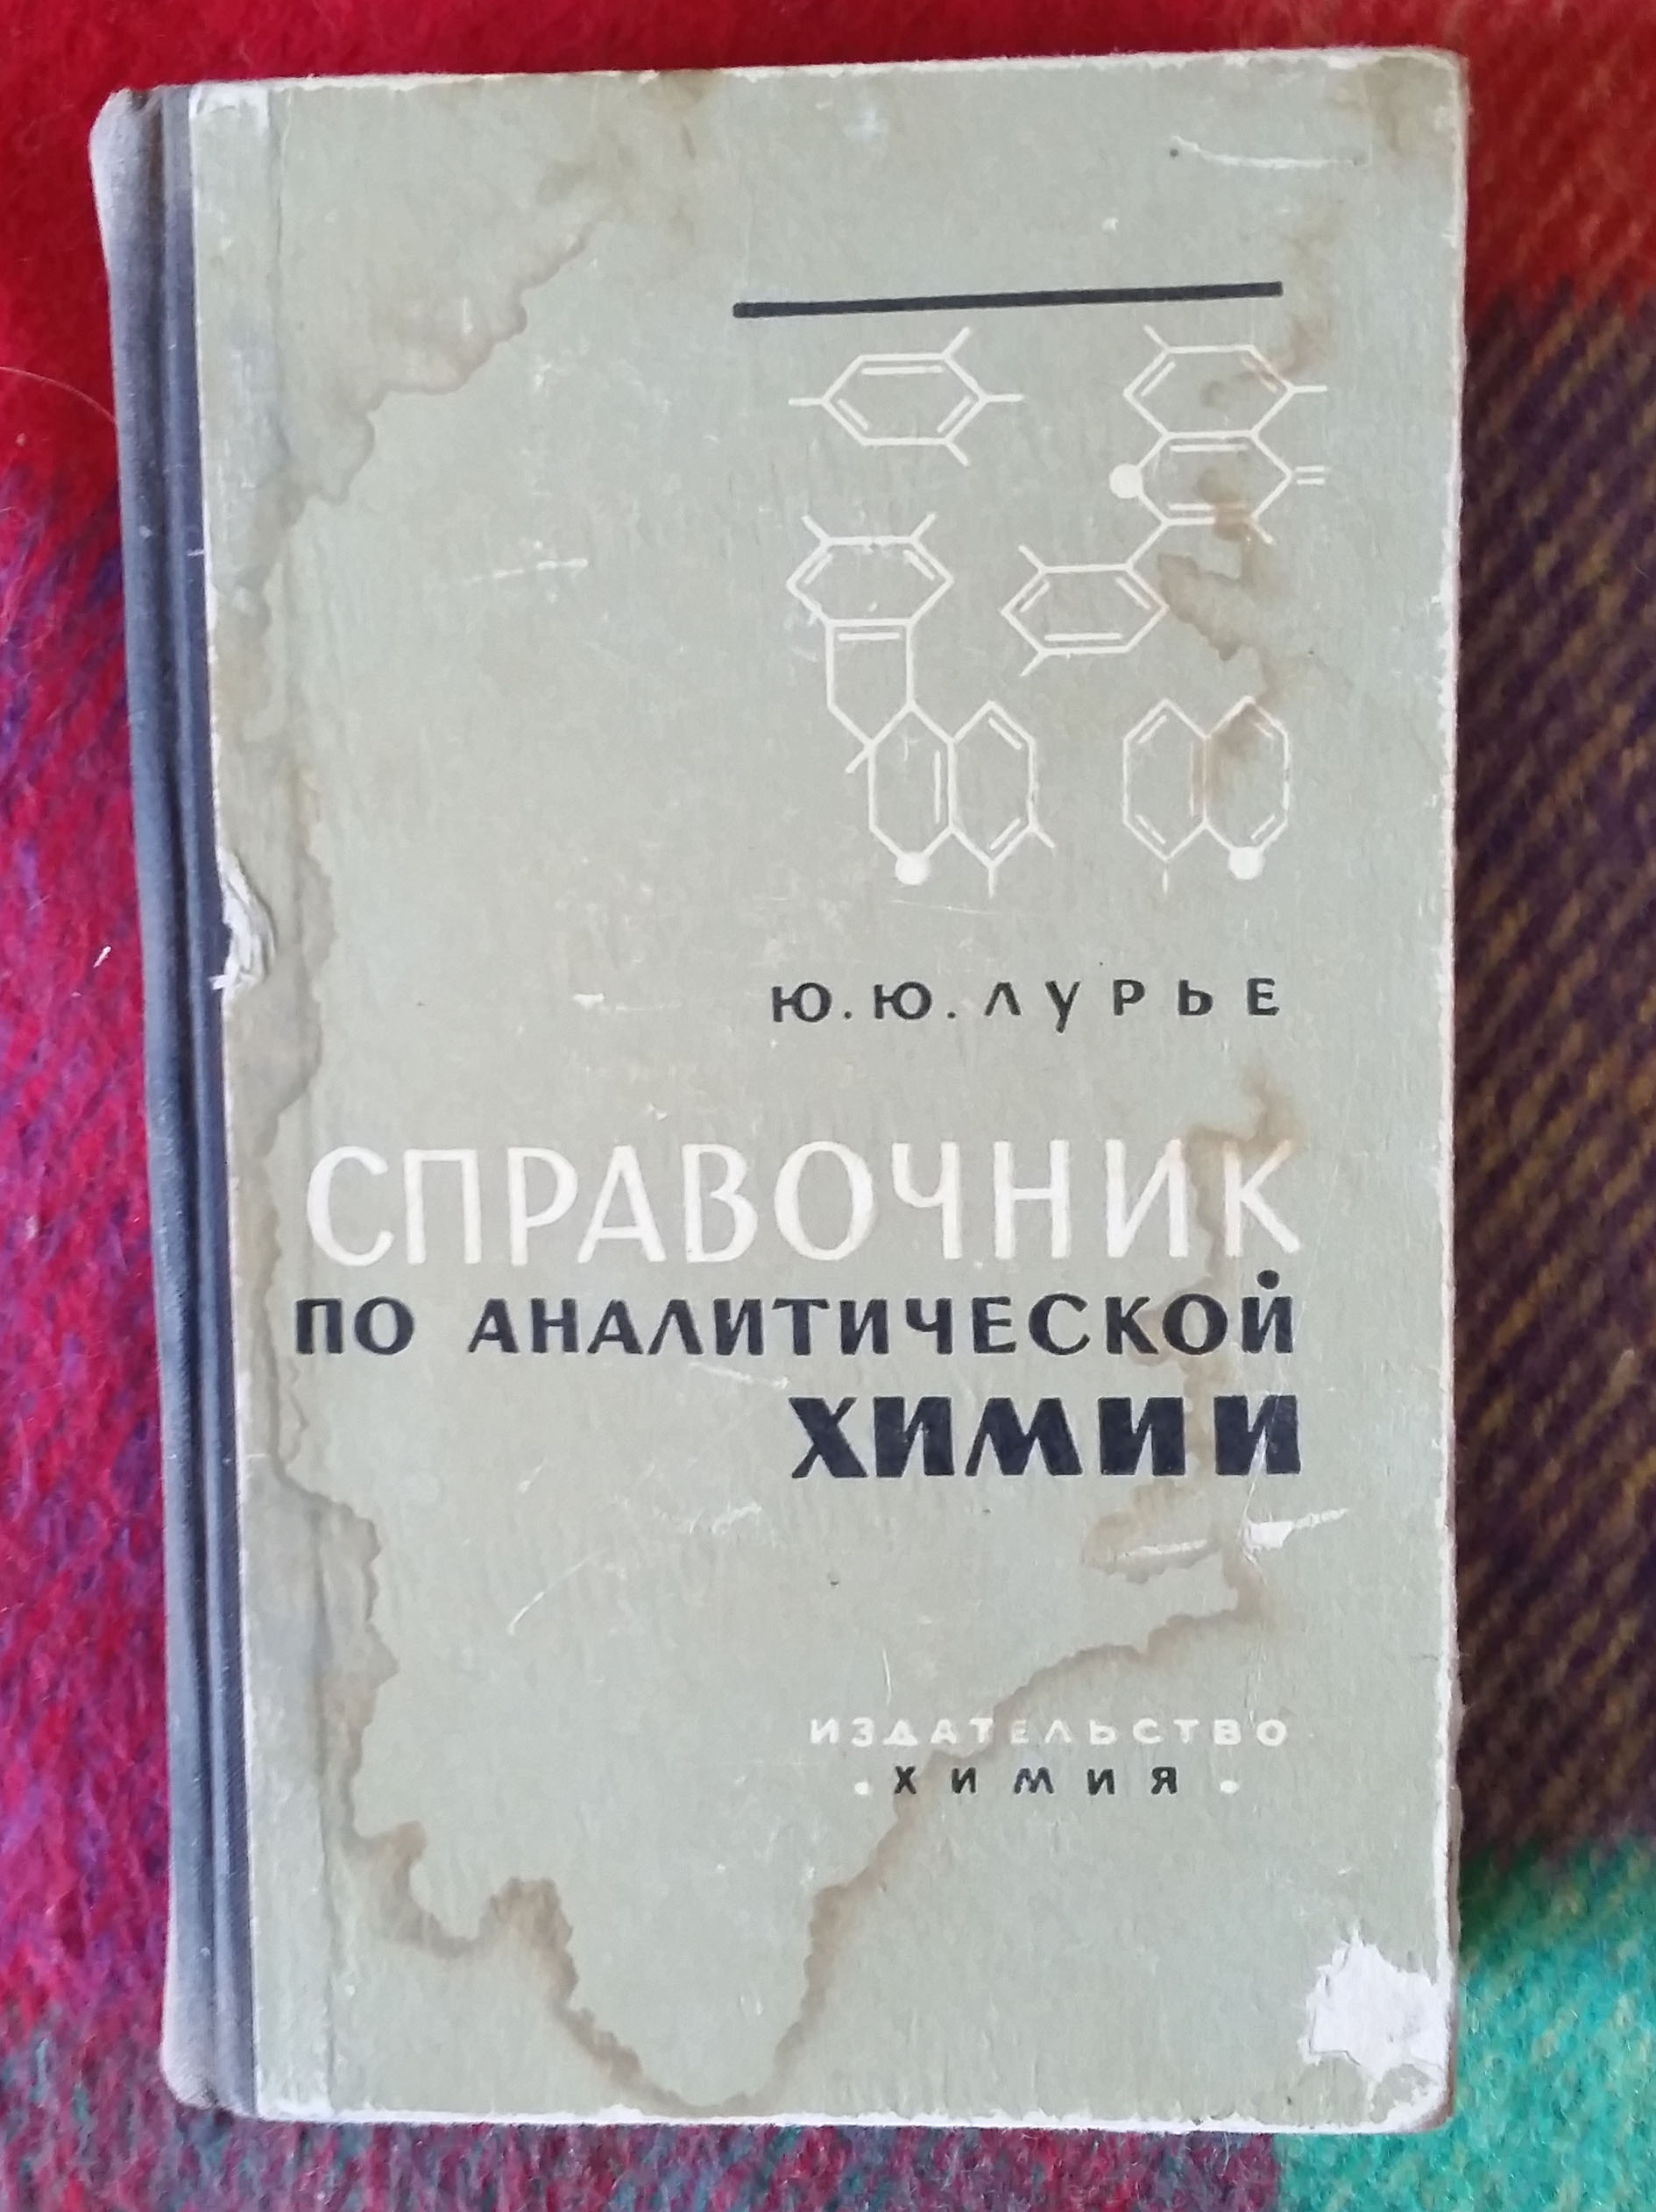 Ю. Ю. ЛУРЬЕ
СПРАВОЧНИК
ПО АНАЛИТИЧЕСКОЙ
ХИМИИ
ИЗДАТЕЛЬСТВО
• ХИМИЯ •